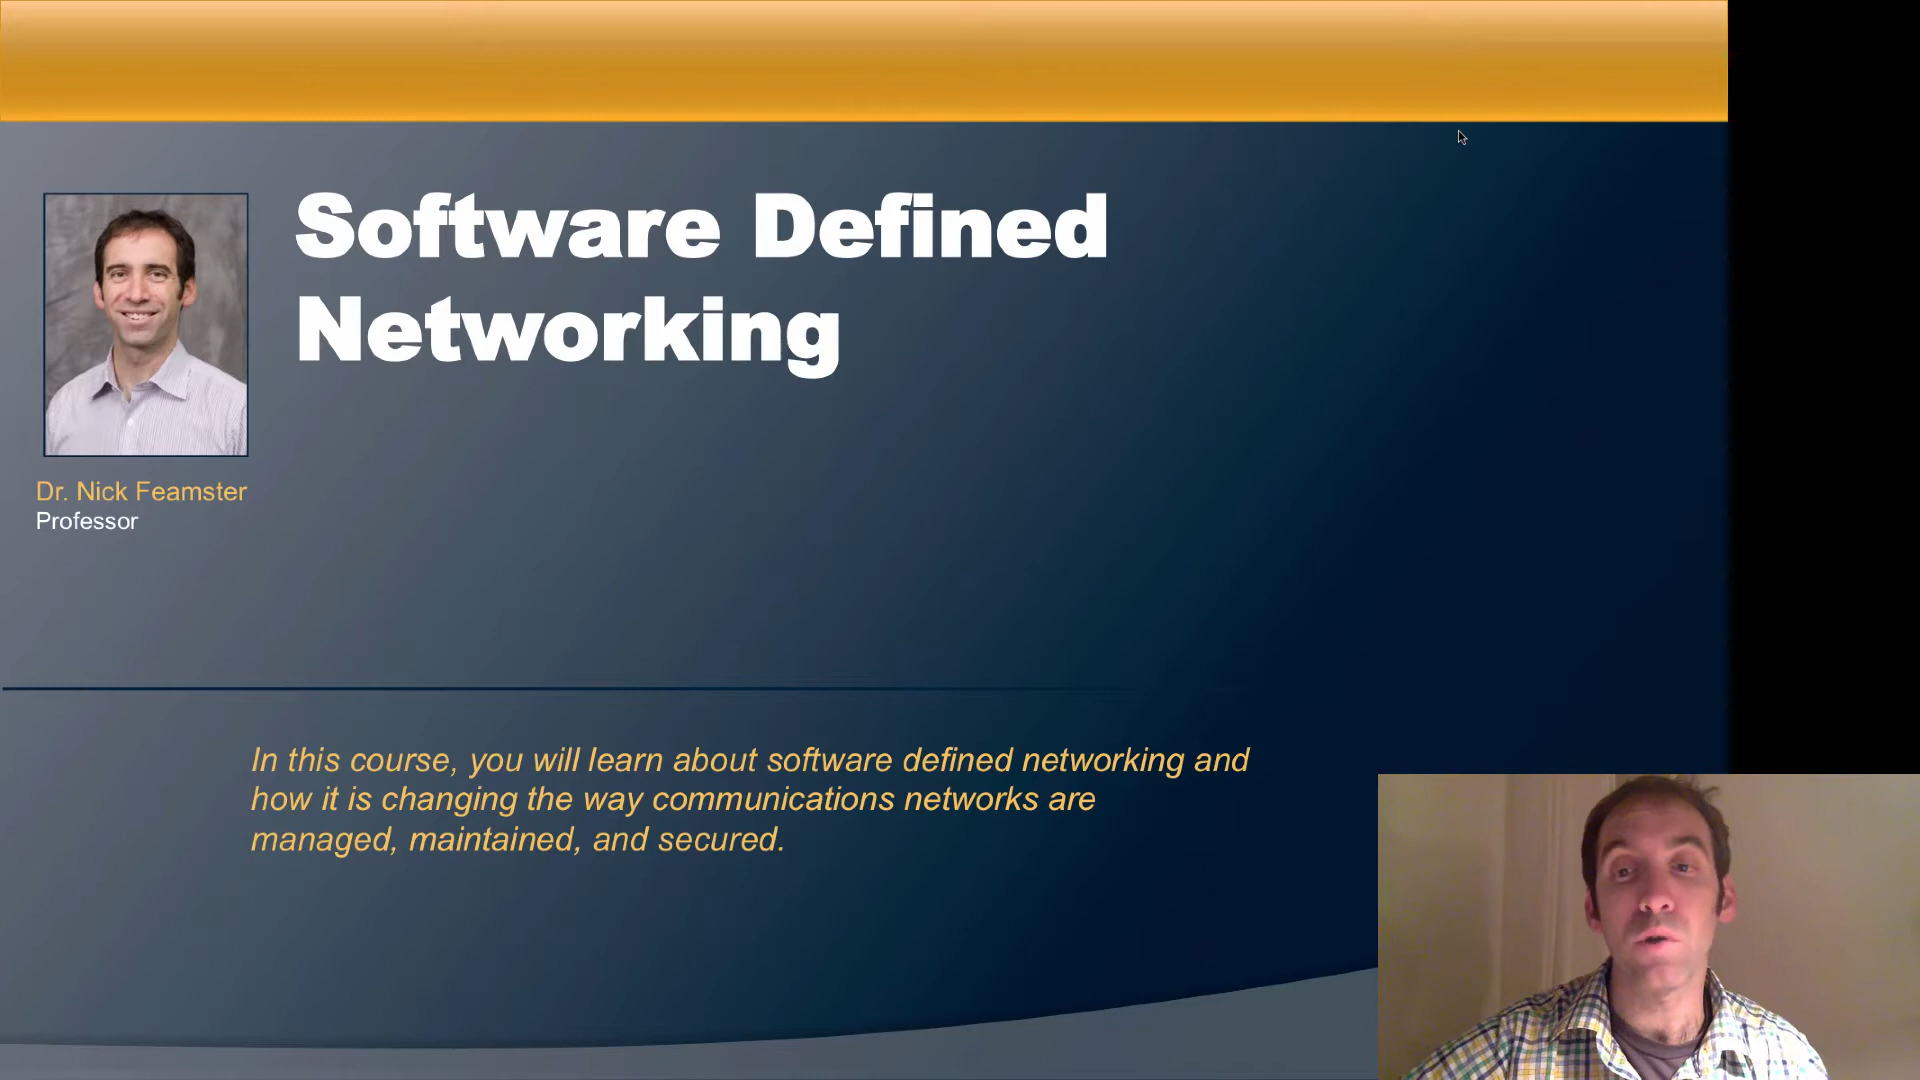 Software Defined
Networking
Dr. Nick Feamster
Professor
In this course, you will learn about software defined networking and
how it is changing the way communications networks are
managed, maintained, and secured.